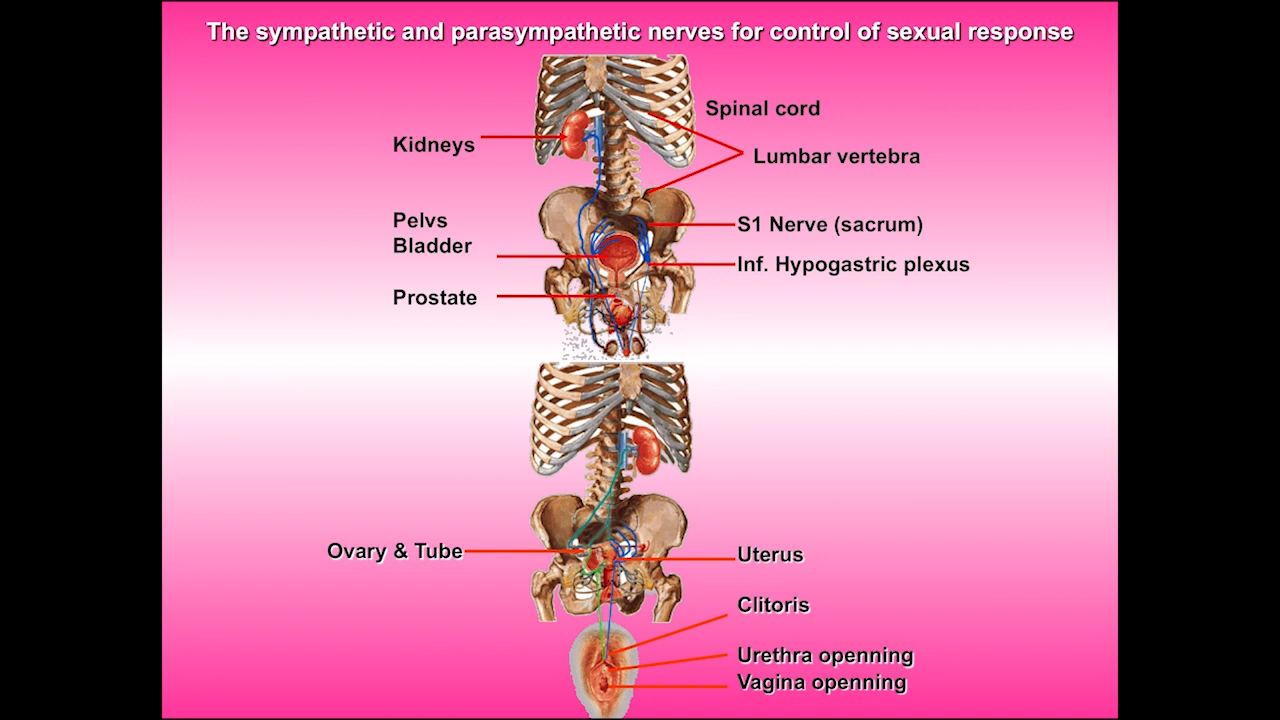 The sympathetic and parasympathetic nerves for control of sexual response
Spinal cord
Kidneys
Lumbar vertebra
Pelvs
Bladder
S1 Nerve (sacrum)
Inf. Hypogastric plexus
Prostate
Ovary & Tube
Uterus
Clitoris
Urethra openning
Vagina openning